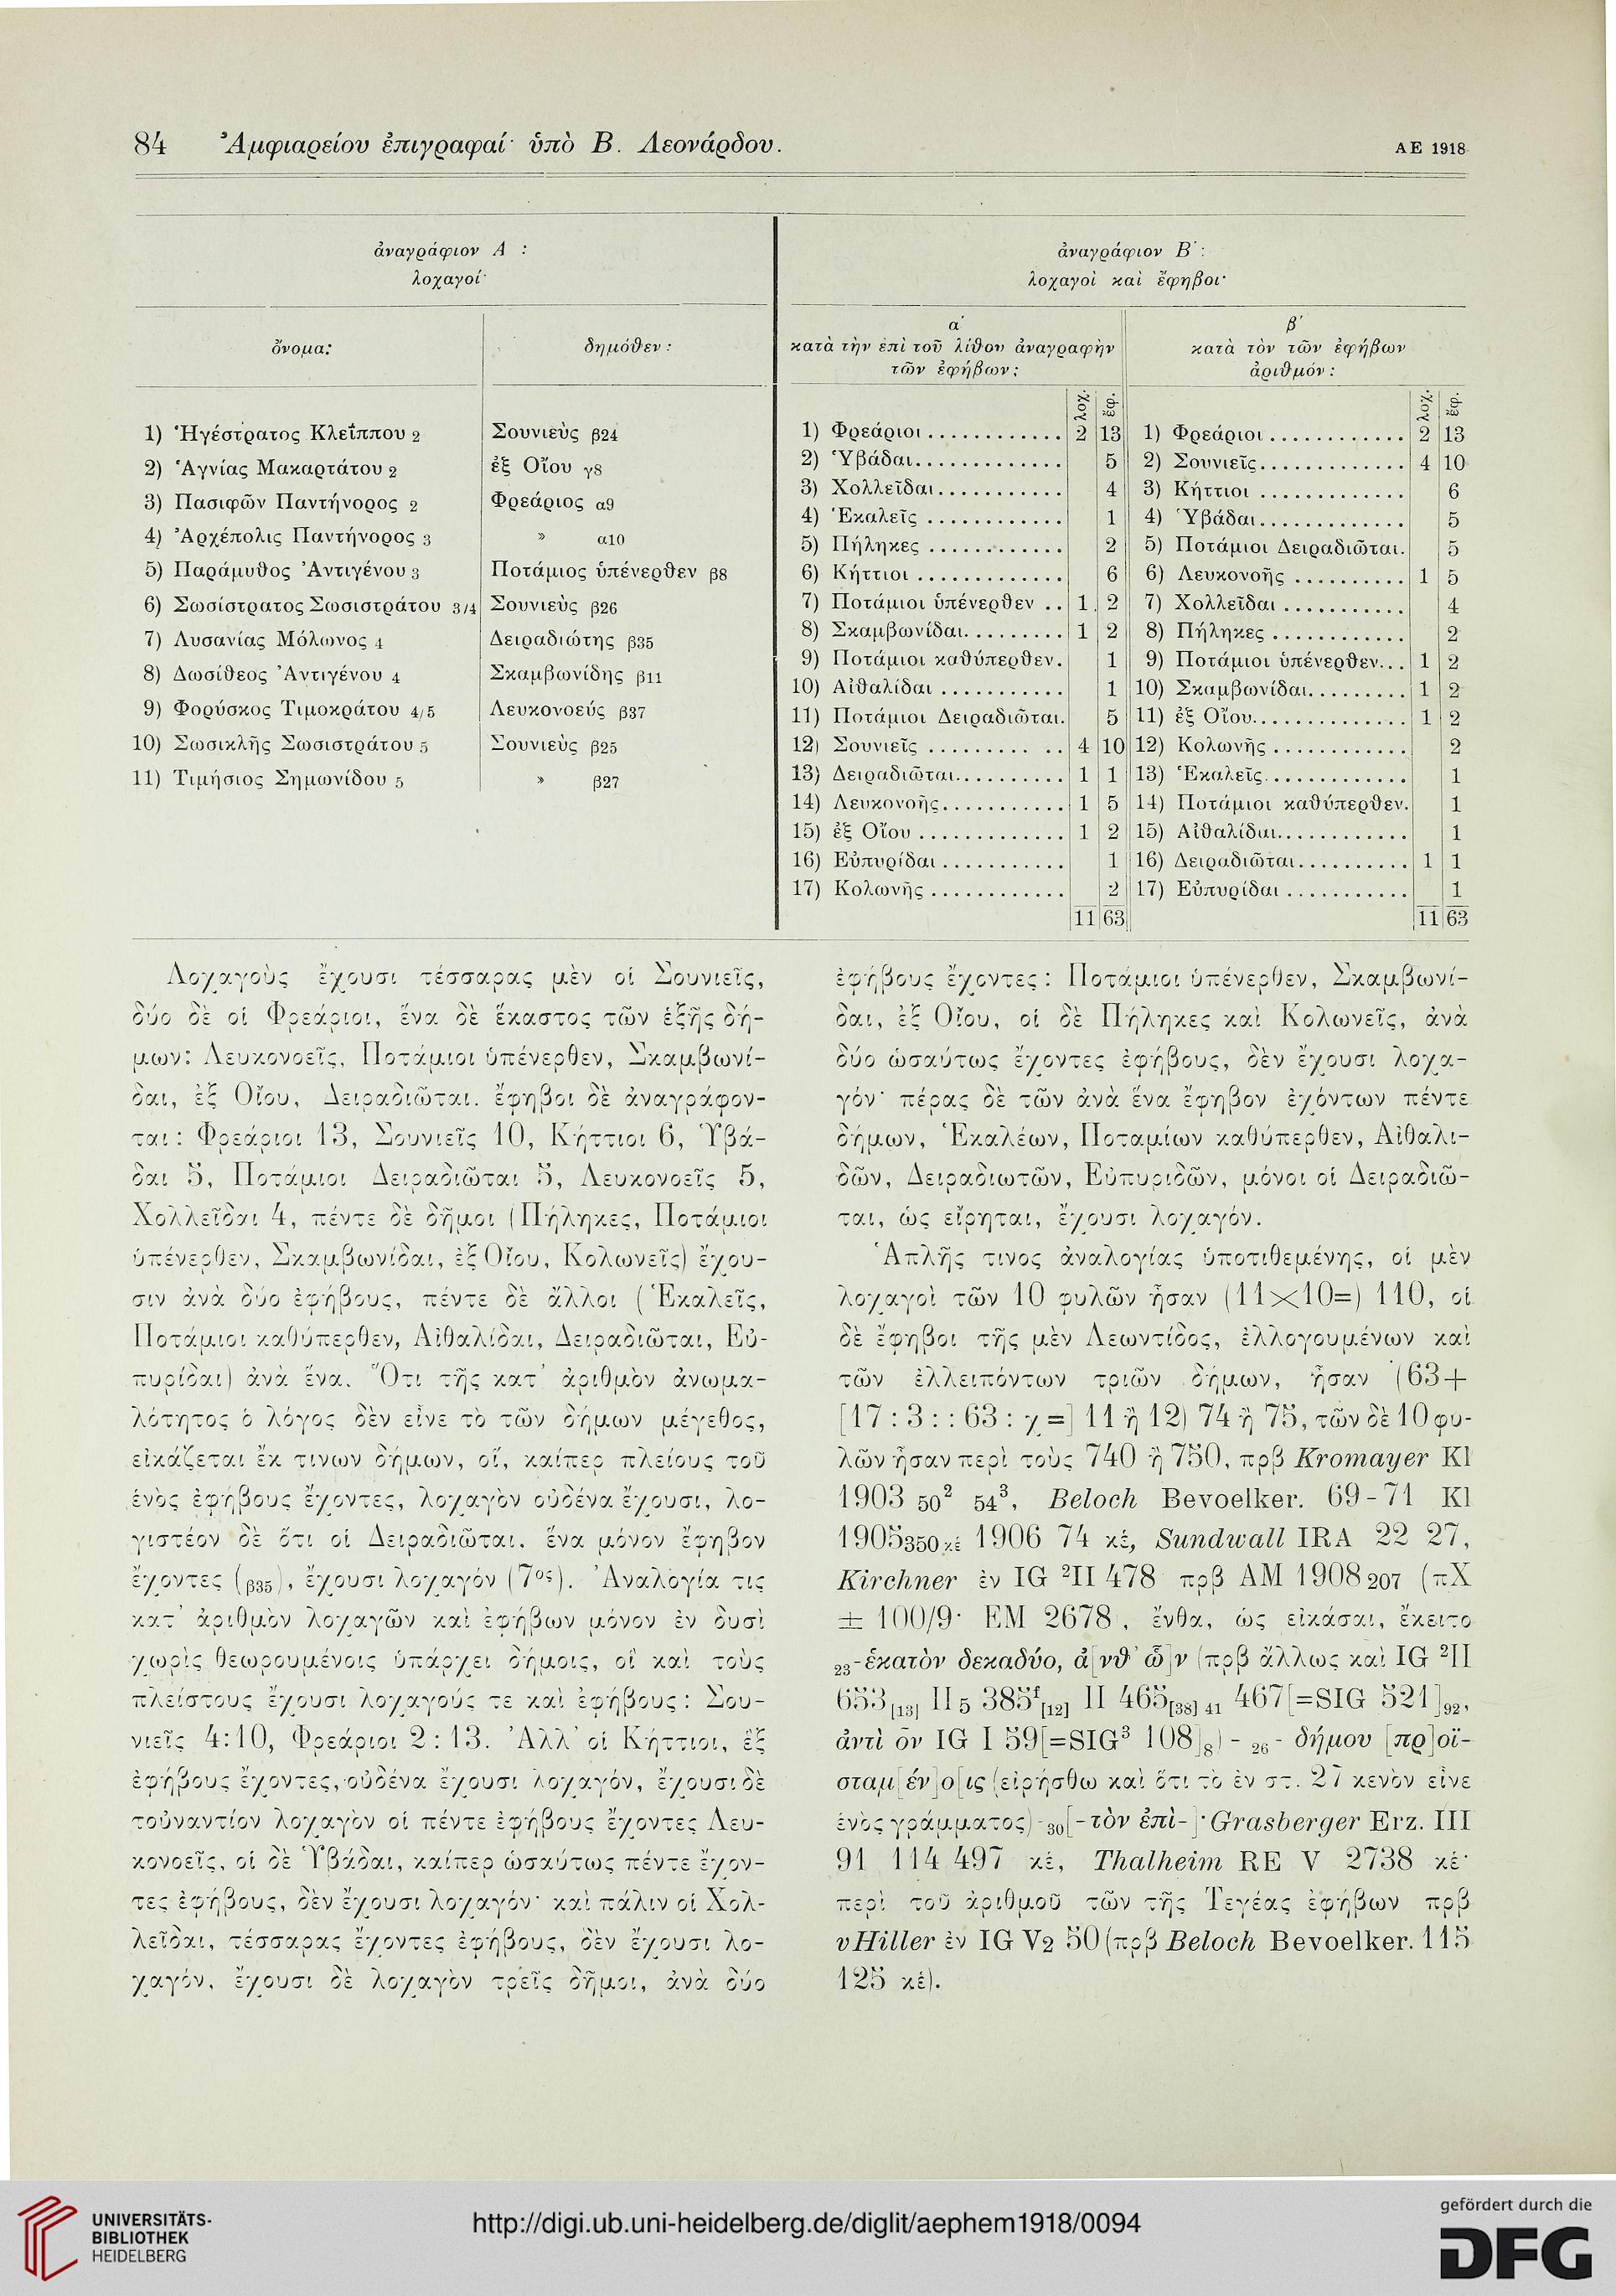 84 Ἀμφιαρείου ἐπιγραφαί· ὑπὸ Β. Λεονάρδου.
ΑΕ 1918
ἀναγράφιον Α :
λοχαγοί·
ὄνομα:
δημόθεν :
1) Ἡγέστρατος Κλεΐππου 2 Σουνιεὺς β24
2) Ἁγνίας Μακαρτάτου 2 ἐξ Οἴου γ8
3) Πασιφῶν Παντήνορος 2 Φρεάριος α9
4) Ἀρχέπολις Παντήνορος 3 » α10
5) Παράμυθος Ἀντιγένου 3 Ποτάμιος ὑπένερθεν β8
6) Σωσίστρατος Σωσιστράτου 3/4 Σουνιεὺς β26
7) Λυσανίας Μόλωνος 4 Δειραδιώτης β35
8) Δωσίθεος Ἀντιγένου 4 Σκαμβωνίδης β11
9) Φορύσκος Τιμοκράτου 4/5 Λευκονοεύς β37
10) Σωσικλῆς Σωσιστράτου 5 Σουνιεὺς β25
11) Τιμήσιος Σημωνίδου 5 » β27
ἀναγράφιον Β΄:
λοχαγοὶ καὶ ἔφηβοι·
α΄
κατὰ τὴν ἐπὶ τοῦ λίθου ἀναγραφὴν
τῶν ἐφήβων :
λοχ. ἔφ.
1) Φρεάριοι............ 2 13
2) Ὑβάδαι............. 5
3) Χολλεῖδαι........... 4
4) Ἑκαλεῖς ............ 1
5) Πήληκες ............ 2
6) Κήττιοι ............. 6
7) Ποτάμιοι ὑπένερθεν .. 1 2
8) Σκαμβωνίδαι......... 1 2
9) Ποτάμιοι καθύπερθεν. 1
10) Αἰθαλίδαι ........... 1
11) Ποτάμιοι Δειραδιῶται. 5
12) Σουνιεῖς ............ 4 10
13) Δειραδιῶται.......... 1 1
14) Λευκονοῆς........... 1 5
15) ἐξ Οἴου ............. 1 2
16) Εὐπυρίδαι ........... 1
17) Κολωνῆς ............ 2
11 63
β΄
κατὰ τὸν τῶν ἐφήβων
ἀριθμόν :
λοχ. ἔφ.
1) Φρεάριοι............ 2 13
2) Σουνιεῖς............. 4 10
3) Κήττιοι ............. 6
4) Ὑβάδαι............. 5
5) Ποτάμιοι Δειραδιῶται. 5
6) Λευκονοῆς .......... 1 5
7) Χολλεῖδαι ........... 4
8) Πήληκες ............ 2
9) Ποτάμιοι ὑπένερθεν... 1 2
10) Σκαμβωνίδαι......... 1 2
11) ἐξ Οἴου.............. 1 2
12) Κολωνῆς ............ 2
13) Ἑκαλεῖς............. 1
14) Ποτάμιοι καθύπερθεν. 1
15) Αἰθαλίδαι............ 1
16) Δειραδιῶται.......... 1 1
17) Εὐπυρίδαι ........... 1
11 63
Λοχαγοὺς ἔχουσι τέσσαρας μὲν οἱ Σουνιεῖς,
δύο δὲ οἱ Φρεάριοι, ἕνα δὲ ἕκαστος τῶν ἑξῆς δή-
μων: Λευκονοεῖς, Ποτάμιοι ὑπένερθεν, Σκαμβωνί-
δαι, ἐξ Οἴου, Δειραδιῶται. ἔφηβοι δὲ ἀναγράφον-
ται: Φρεάριοι 13, Σουνιεῖς 10, Κήττιοι 6, Ὑβά-
δαι 5, Ποτάμιοι Δειραδιῶται 5, Λευκονοεῖς 5,
Χολλεῖδαι 4, πέντε δὲ δῆμοι (Πήληκες, Ποτάμιοι
ὑπένερθεν, Σκαμβωνίδαι, ἐξ Οἴου, Κολωνεῖς) ἔχου-
σιν ἀνὰ δύο ἐφήβους, πέντε δὲ ἄλλοι (Ἑκαλεῖς,
Ποτάμιοι καθύπερθεν, Αἰθαλίδαι, Δειραδιῶται, Εὐ-
πυρίδαι) ἀνὰ ἕνα. Ὅτι τῆς κατ' ἀριθμὸν ἀνωμα-
λότητος ὁ λόγος δὲν εἶνε τὸ τῶν δήμων μέγεθος,
εἰκάζεται ἔκ τινων δήμων, οἵ, καίπερ πλείους τοῦ
ἑνὸς ἐφήβους ἔχοντες, λοχαγὸν οὐδένα ἔχουσι, λο-
γιστέον δὲ ὅτι οἱ Δειραδιῶται, ἕνα μόνον ἔφηβον
ἔχοντες (β35), ἔχουσι λοχαγόν (7ος). Ἀναλογία τις
κατ' ἀριθμὸν λοχαγῶν καὶ ἐφήβων μόνον ἐν δυσὶ
χωρὶς θεωρουμένοις ὑπάρχει δήμοις, οἳ καὶ τοὺς
πλείστους ἔχουσι λοχαγούς τε καὶ ἐφήβους: Σου-
νιεῖς 4:10, Φρεάριοι 2:13. Ἀλλ' οἱ Κήττιοι, ἓξ
ἐφήβους ἔχοντες, οὐδένα ἔχουσι λοχαγόν, ἔχουσι δὲ
τοὐναντίον λοχαγὸν οἱ πέντε ἐφήβους ἔχοντες Λευ-
κονοεῖς, οἱ δὲ Ὑβάδαι, καίπερ ὡσαύτως πέντε ἔχον-
τες ἐφήβους, δὲν ἔχουσι λοχαγόν· καὶ πάλιν οἱ Χολ-
λεῖδαι, τέσσαρας ἔχοντες ἐφήβους, δὲν ἔχουσι λο-
χαγόν, ἔχουσι δὲ λοχαγὸν τρεῖς δῆμοι, ἀνὰ δύο
ἐφήβους ἔχοντες: Ποτάμιοι ὑπένερθεν, Σκαμβωνί-
δαι, ἐξ Οἴου, οἱ δὲ Πήληκες καὶ Κολωνεῖς, ἀνὰ
δύο ὡσαύτως ἔχοντες ἐφήβους, δὲν ἔχουσι λοχα-
γόν· πέρας δὲ τῶν ἀνὰ ἕνα ἔφηβον ἐχόντων πέντε
δήμων, Ἑκαλέων, Ποταμίων καθύπερθεν, Αἰθαλι-
δῶν, Δειραδιωτῶν, Εὐπυριδῶν, μόνοι οἱ Δειραδιῶ-
ται, ὡς εἴρηται, ἔχουσι λοχαγόν.
Ἁπλῆς τινος ἀναλογίας ὑποτιθεμένης, οἱ μὲν
λοχαγοὶ τῶν 10 φυλῶν ἦσαν (11×10=) 110, οἱ
δὲ ἔφηβοι τῆς μὲν Λεωντίδος, ἐλλογουμένων καὶ
τῶν ἐλλειπόντων τριῶν δήμων, ἦσαν (63+
[17 : 3 : : 63 : χ =] 11 ἢ 12) 74 ἢ 75, τῶν δὲ 10 φυ-
λῶν ἦσαν περὶ τοὺς 740 ἢ 750, πρβ Kromayer Kl
1903 50² 54³, Beloch Bevoelker. 69-71 Kl
1905 350 κἑ 1906 74 κἑ, Sundwall IRA 22 27,
Kirchner ἐν IG ²II 478 πρβ AM 1908 207 (πΧ
± 100/9· ΕΜ 2678, ἔνθα, ὡς εἰκάσαι, ἔκειτο
23-ἑκατὸν δεκαδύο, ἀ[νθ' ὧ]ν (πρβ ἄλλως καὶ IG ²II
653[13] II5 385f[12] II 465[38] 41 467[=SIG 521]92,
ἀντὶ ὃν IG I 59[=SIG³ 108]8) - 26 - δήμου [πρ]οϊ-
σταμ[έν]ο[ις (εἰρήσθω καὶ ὅτι τὸ ἐν στ. 27 κενὸν εἶνε
ἑνὸς γράμματος) -30[-τὸν ἐπὶ-]· Grasberger Erz. III
91 114 497 κἑ, Thalheim RE V 2738 κἑ·
περὶ τοῦ ἀριθμοῦ τῶν τῆς Τεγέας ἐφήβων πρβ
vHiller ἐν IG V2 50 (πρβ Beloch Bevoelker. 115
125 κἑ).
UNIVERSITÄTS-
BIBLIOTHEK
HEIDELBERG
http://digi.ub.uni-heidelberg.de/diglit/aephem1918/0094
gefördert durch die
DFG